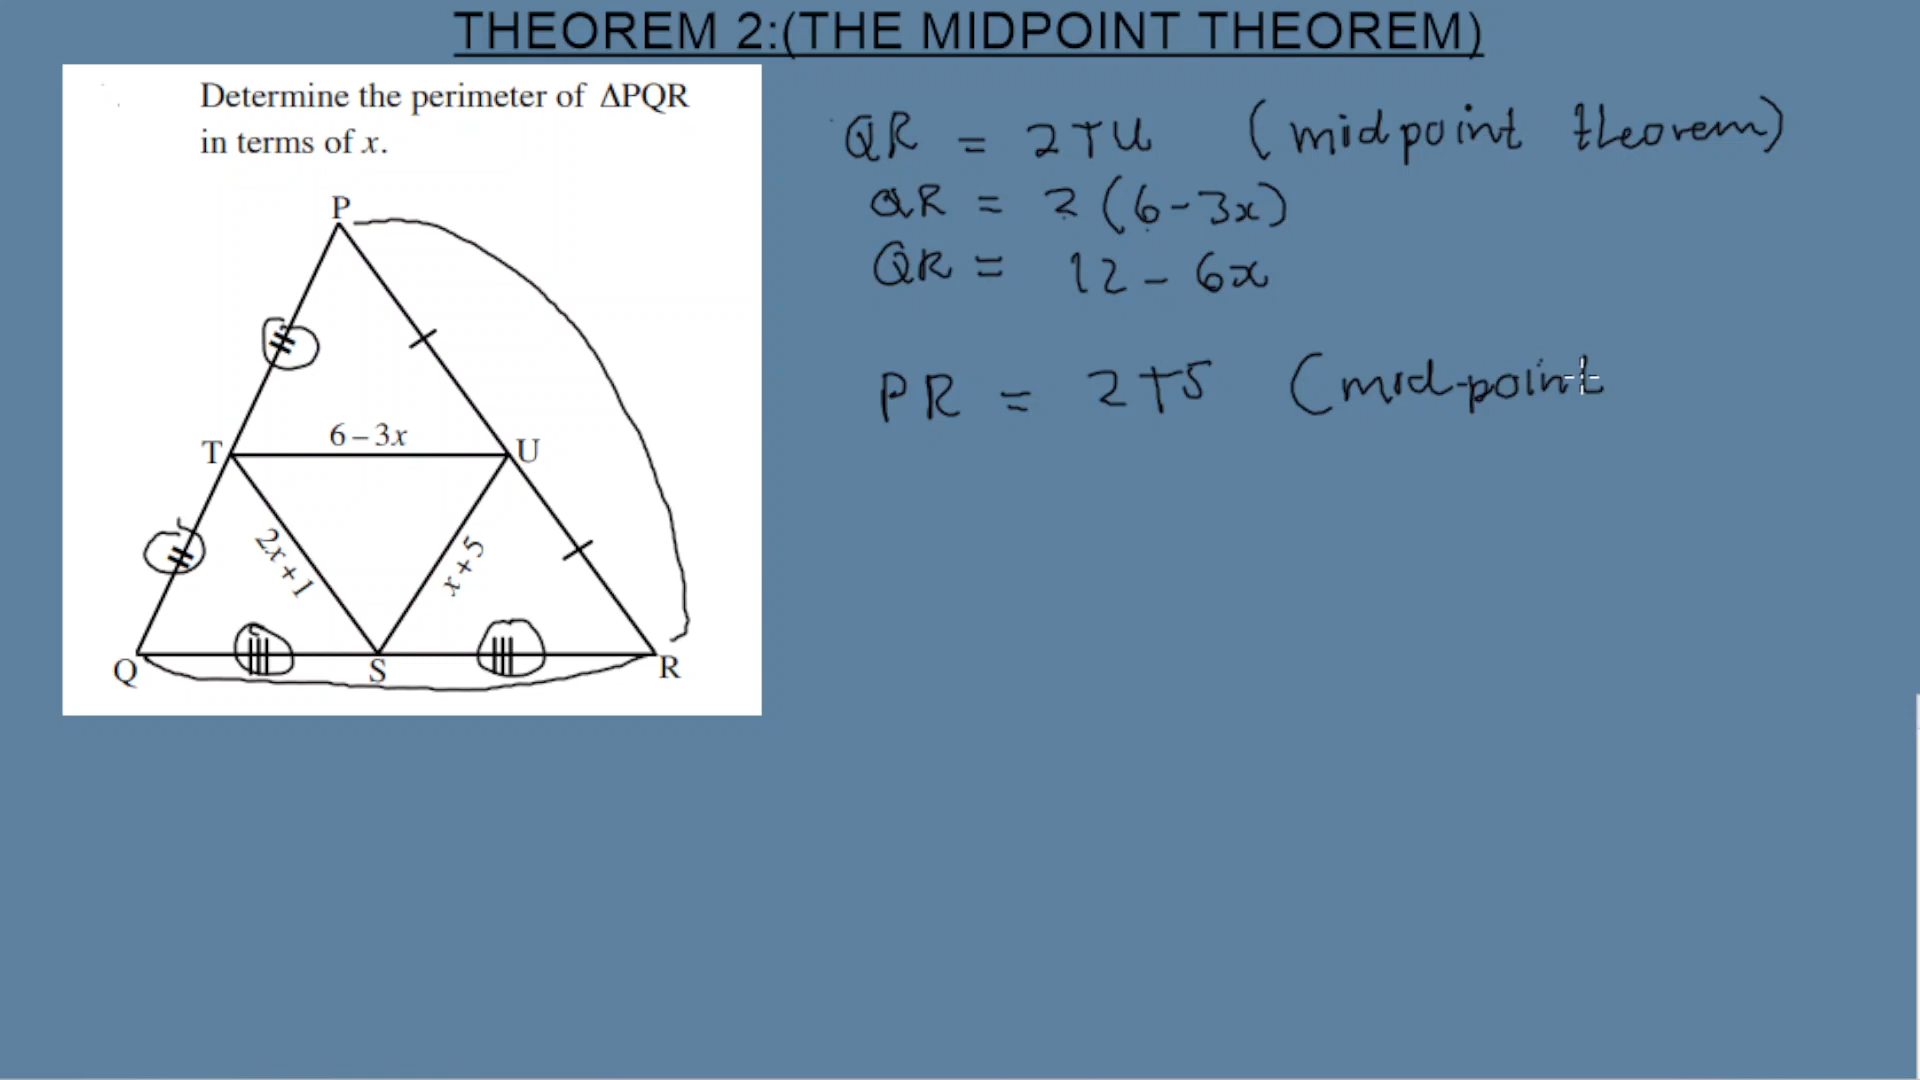 THEOREM 2:(THE MIDPOINT THEOREM)
Determine the perimeter of ΔPQR
in terms of x.
P
T
6 – 3x
U
2x + 1
x + 5
Q
S
R
QR = 2TU (midpoint theorem)
QR = 2(6-3x)
QR = 12 - 6x
PR = 2TS (mid-point